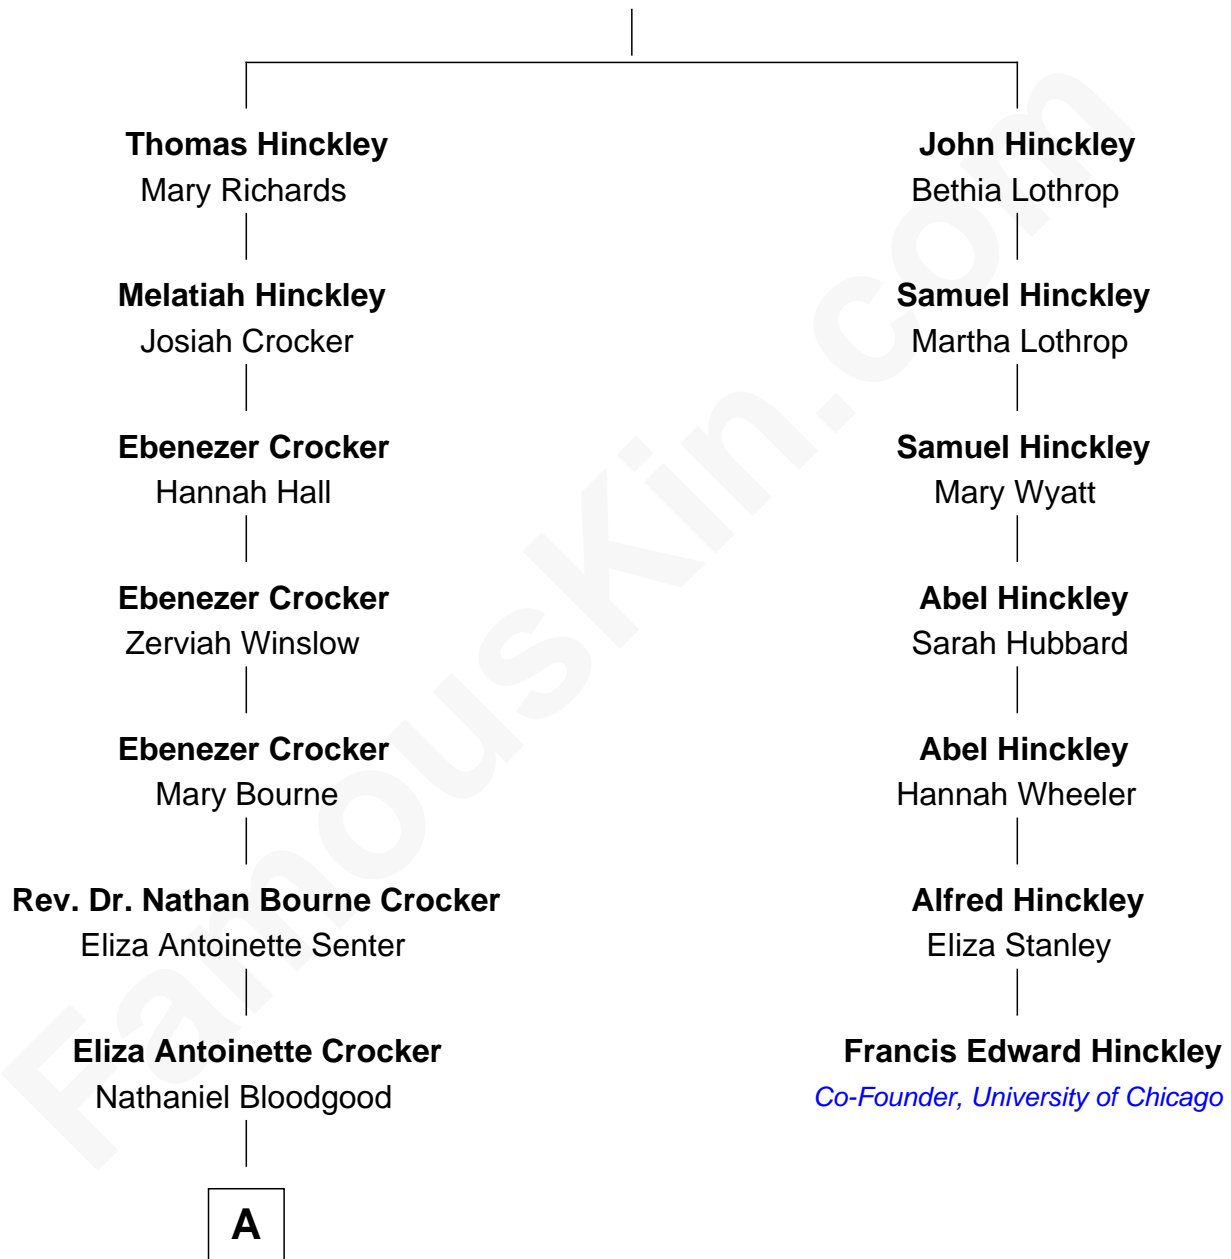 Thomas Hinckley
Mary Richards
Melatiah Hinckley
Josiah Crocker
Ebenezer Crocker
Hannah Hall
Ebenezer Crocker
Zerviah Winslow
Ebenezer Crocker
Mary Bourne
Rev. Dr. Nathan Bourne Crocker
Eliza Antoinette Senter
Eliza Antoinette Crocker
Nathaniel Bloodgood
A
John Hinckley
Bethia Lothrop
Samuel Hinckley
Martha Lothrop
Samuel Hinckley
Mary Wyatt
Abel Hinckley
Sarah Hubbard
Abel Hinckley
Hannah Wheeler
Alfred Hinckley
Eliza Stanley
Francis Edward Hinckley
Co-Founder, University of Chicago
FamousKin.com